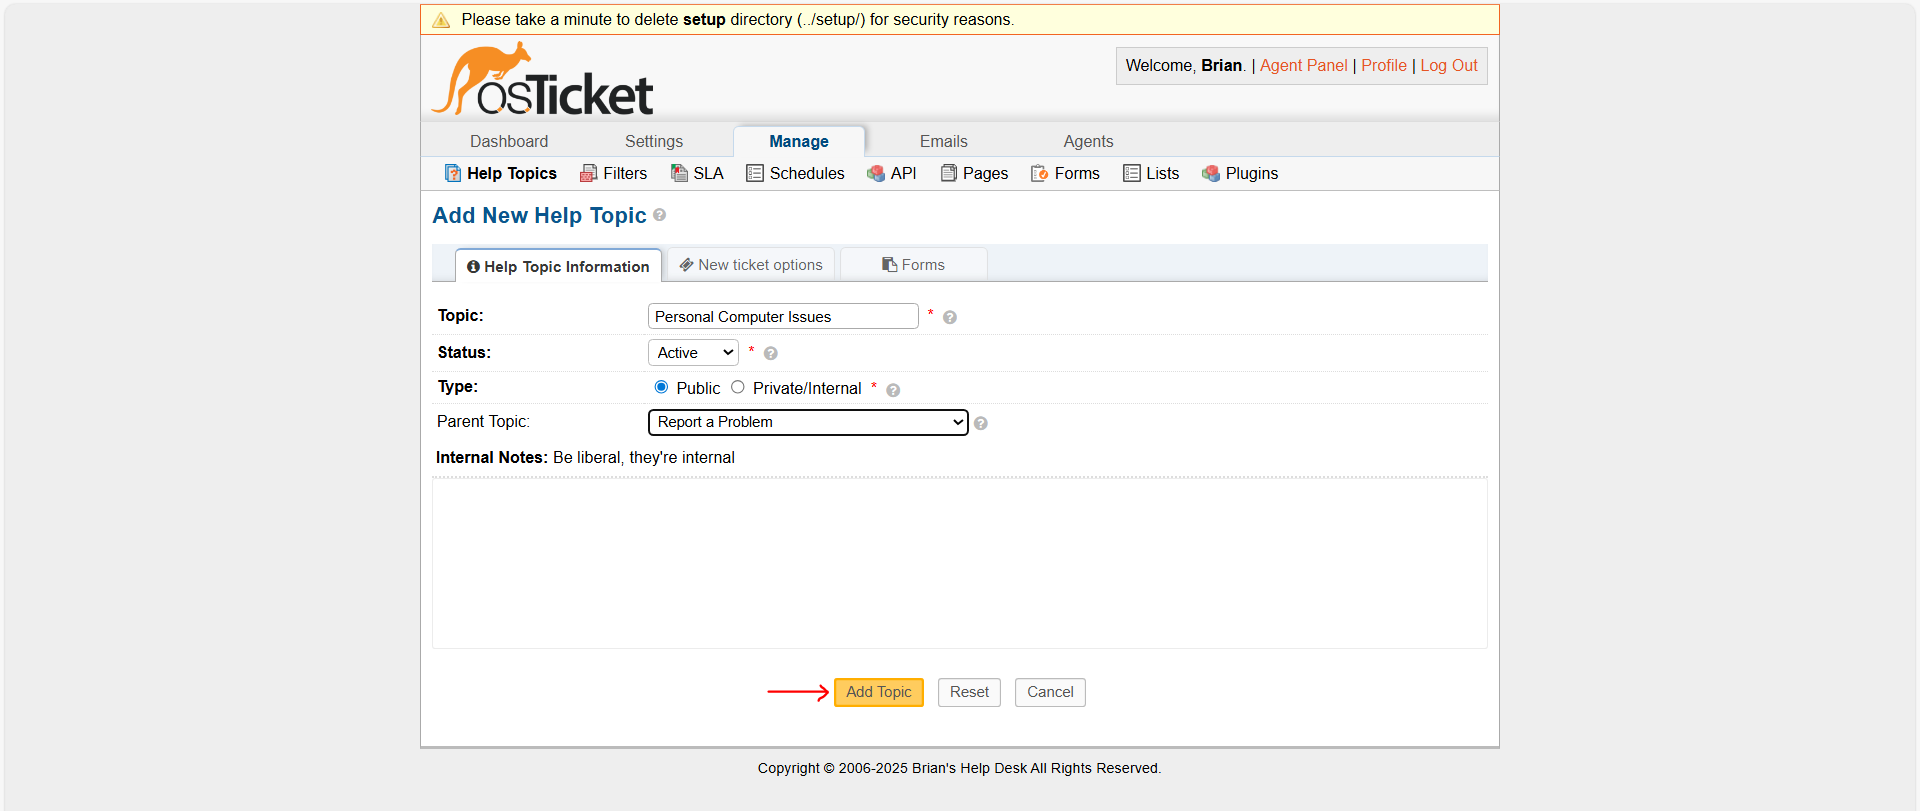 Please take a minute to delete setup directory (../setup/) for security reasons.
osTicket
Welcome, Brian. | Agent Panel | Profile | Log Out
Dashboard Settings Manage Emails Agents
Help Topics Filters SLA Schedules API Pages Forms Lists Plugins
Add New Help Topic
Help Topic Information New ticket options Forms
Topic: Personal Computer Issues *
Status: Active *
Type: Public Private/Internal *
Parent Topic: Report a Problem
Internal Notes: Be liberal, they're internal
Add Topic Reset Cancel
Copyright © 2006-2025 Brian's Help Desk All Rights Reserved.